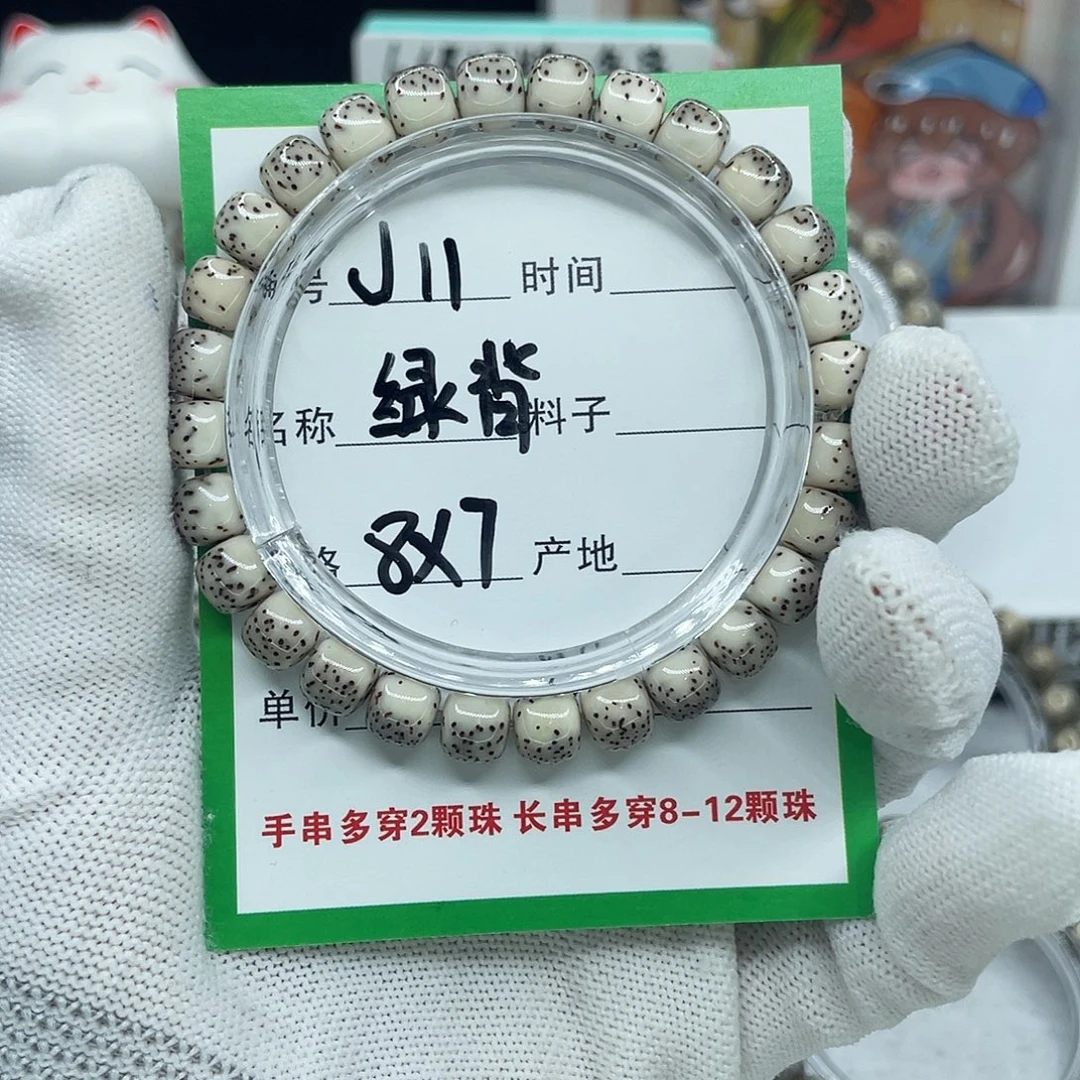 号 J11 时间
名称 绿背 料子
格 8X7 产地
单价
手串多穿2颗珠 长串多穿8-12颗珠